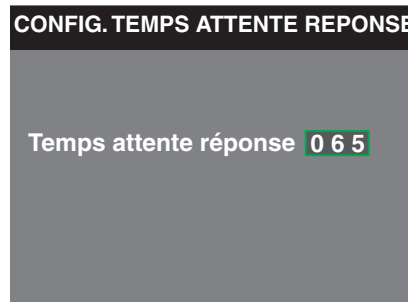 CONFIG. TEMPS ATTENTE REPONSE
Temps attente réponse 0 6 5